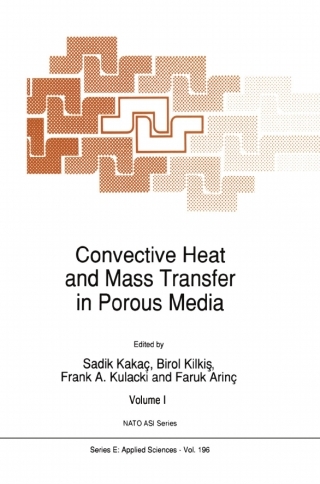 Convective Heat
and Mass Transfer
in Porous Media
Edited by
Sadik Kakaç, Birol Kilkiş,
Frank A. Kulacki and Faruk Arinç
Volume I
NATO ASI Series
Series E: Applied Sciences - Vol. 196